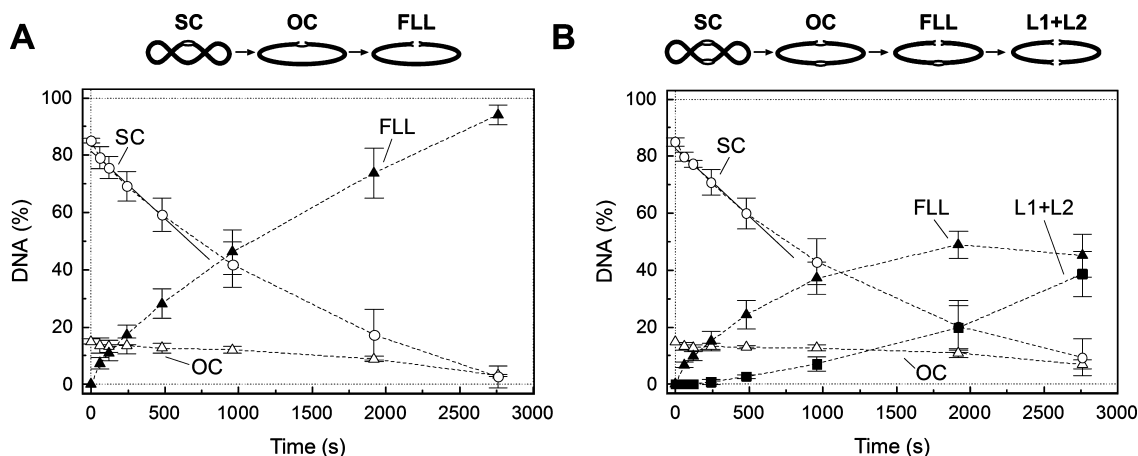 A
SC OC FLL
DNA (%)
100
80
60
40
20
0
SC
FLL
OC
0 500 1000 1500 2000 2500 3000
Time (s)
B
SC OC FLL L1+L2
DNA (%)
100
80
60
40
20
0
SC
FLL L1+L2
OC
0 500 1000 1500 2000 2500 3000
Time (s)